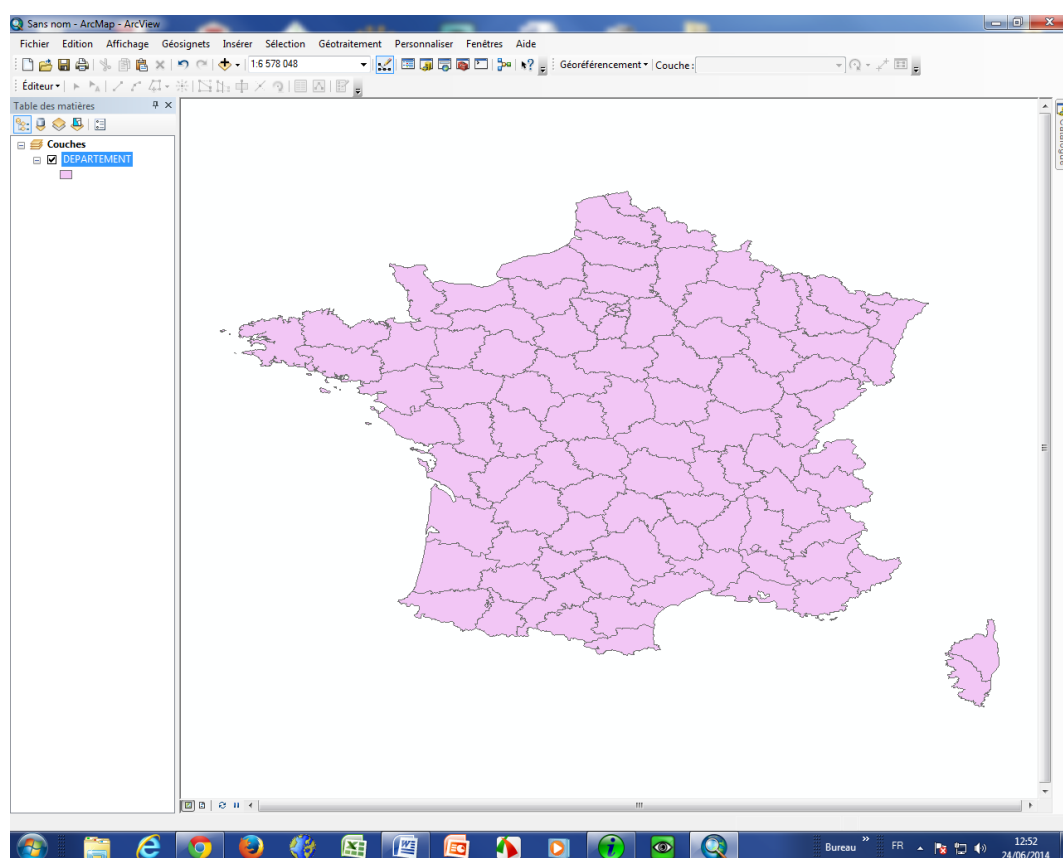 Sans nom - ArcMap - ArcView
Fichier Edition Affichage Géosignets Insérer Sélection Géotraitement Personnaliser Fenêtres Aide
1:6 578 048 Géoréférencement Couche :
Éditeur
Table des matières
Catalogue
Couches
DEPARTEMENT
Bureau » FR 12:52
24/06/2014